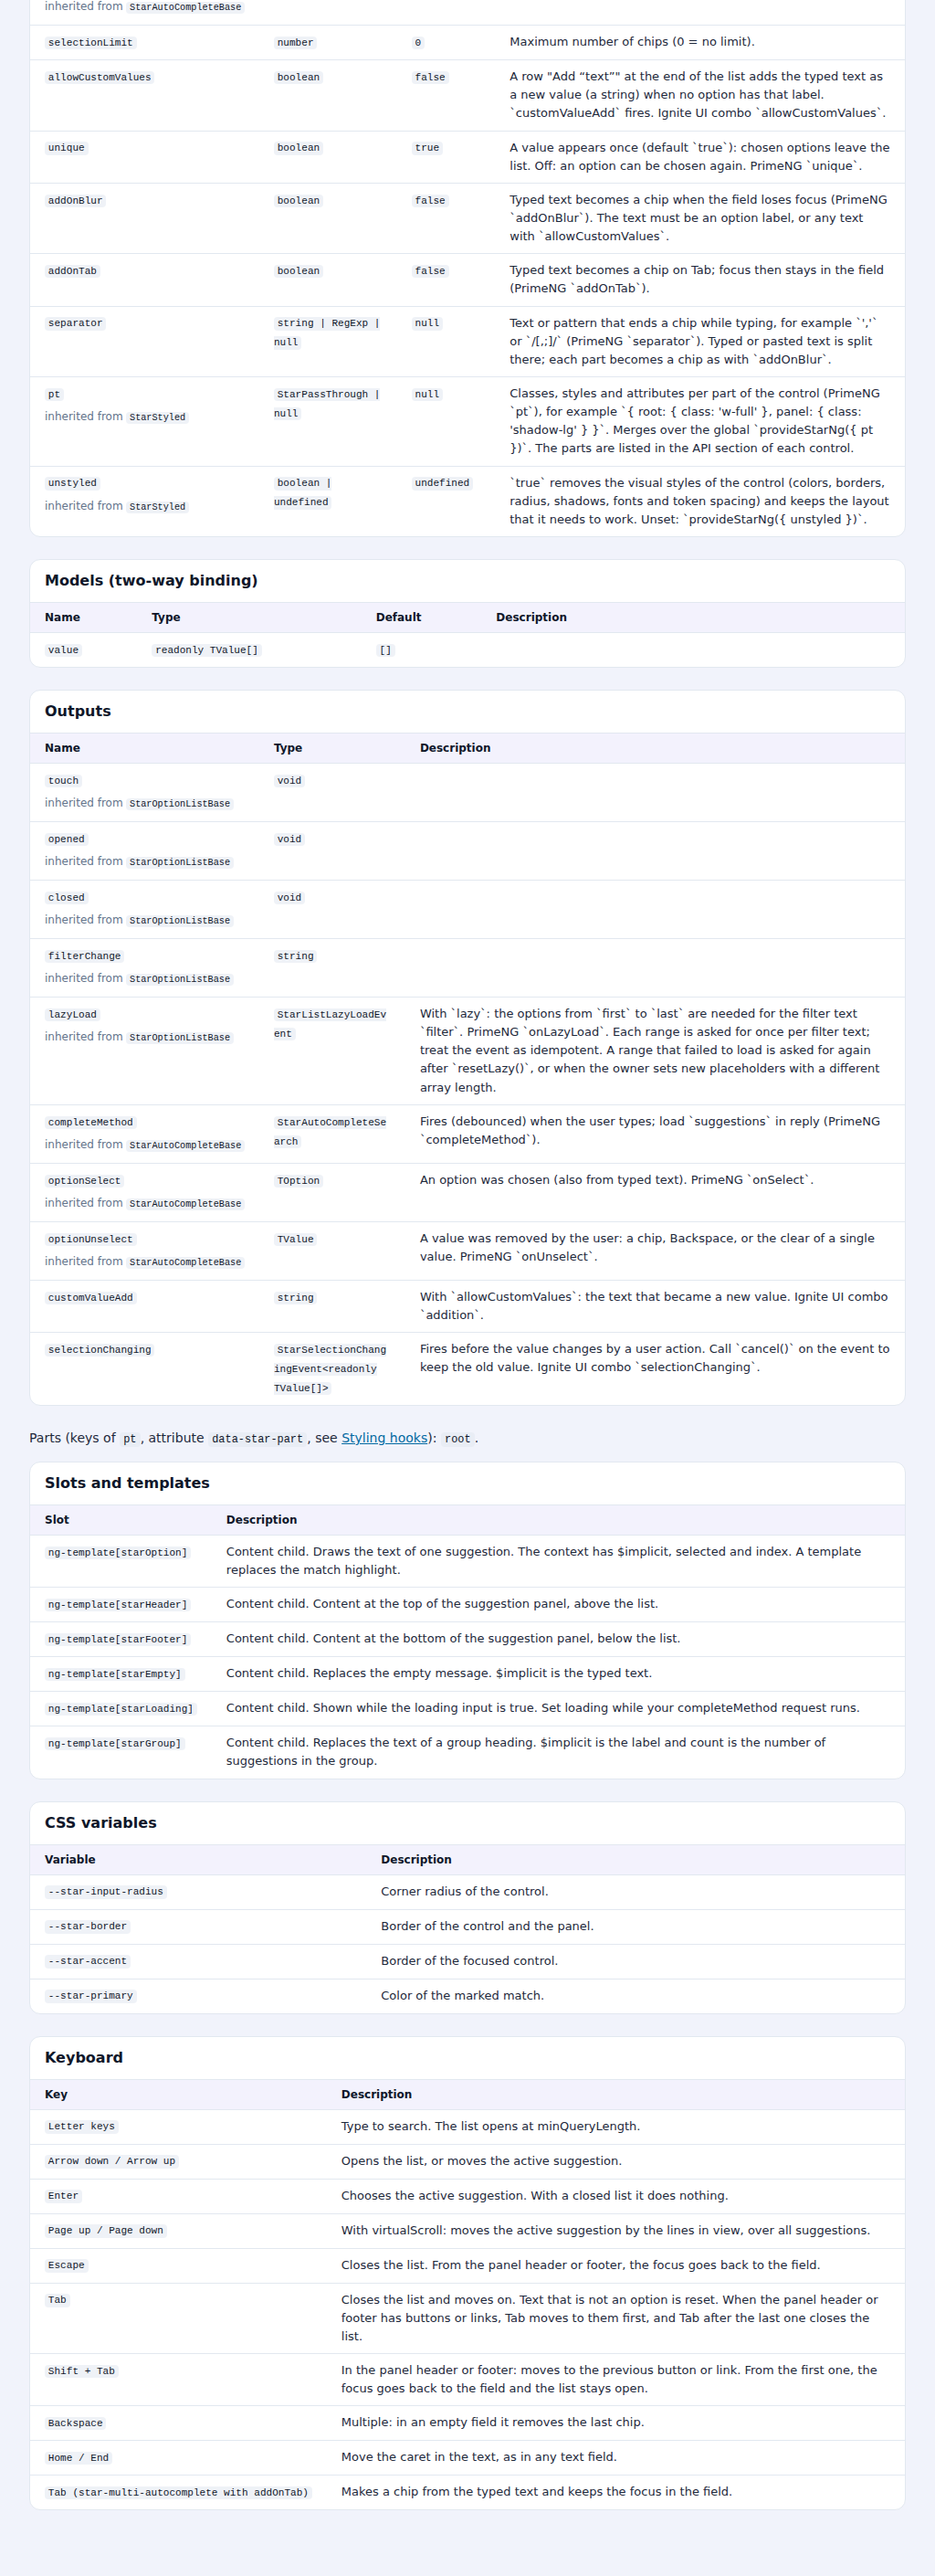 inherited from StarAutoCompleteBase
selectionLimit number 0 Maximum number of chips (0 = no limit).
allowCustomValues boolean false A row "Add “text”" at the end of the list adds the typed text as
a new value (a string) when no option has that label.
`customValueAdd` fires. Ignite UI combo `allowCustomValues`.
unique boolean true A value appears once (default `true`): chosen options leave the
list. Off: an option can be chosen again. PrimeNG `unique`.
addOnBlur boolean false Typed text becomes a chip when the field loses focus (PrimeNG
`addOnBlur`). The text must be an option label, or any text
with `allowCustomValues`.
addOnTab boolean false Typed text becomes a chip on Tab; focus then stays in the field
(PrimeNG `addOnTab`).
separator string | RegExp | null Text or pattern that ends a chip while typing, for example `','`
null or `/[,;]/` (PrimeNG `separator`). Typed or pasted text is split
there; each part becomes a chip as with `addOnBlur`.
pt StarPassThrough | null Classes, styles and attributes per part of the control (PrimeNG
inherited from StarStyled null `pt`), for example `{ root: { class: 'w-full' }, panel: { class:
'shadow-lg' } }`. Merges over the global `provideStarNg({ pt
})`. The parts are listed in the API section of each control.
unstyled boolean | undefined `true` removes the visual styles of the control (colors, borders,
inherited from StarStyled undefined radius, shadows, fonts and token spacing) and keeps the layout
that it needs to work. Unset: `provideStarNg({ unstyled })`.
Models (two-way binding)
Name Type Default Description
value readonly TValue[] []
Outputs
Name Type Description
touch void
inherited from StarOptionListBase
opened void
inherited from StarOptionListBase
closed void
inherited from StarOptionListBase
filterChange string
inherited from StarOptionListBase
lazyLoad StarListLazyLoadEv With `lazy`: the options from `first` to `last` are needed for the filter text
inherited from StarOptionListBase ent `filter`. PrimeNG `onLazyLoad`. Each range is asked for once per filter text;
treat the event as idempotent. A range that failed to load is asked for again
after `resetLazy()`, or when the owner sets new placeholders with a different
array length.
completeMethod StarAutoCompleteSe Fires (debounced) when the user types; load `suggestions` in reply (PrimeNG
inherited from StarAutoCompleteBase arch `completeMethod`).
optionSelect TOption An option was chosen (also from typed text). PrimeNG `onSelect`.
inherited from StarAutoCompleteBase
optionUnselect TValue A value was removed by the user: a chip, Backspace, or the clear of a single
inherited from StarAutoCompleteBase value. PrimeNG `onUnselect`.
customValueAdd string With `allowCustomValues`: the text that became a new value. Ignite UI combo
`addition`.
selectionChanging StarSelectionChang Fires before the value changes by a user action. Call `cancel()` on the event to
ingEvent<readonly keep the old value. Ignite UI combo `selectionChanging`.
TValue[]>
Parts (keys of pt , attribute data-star-part , see Styling hooks): root .
Slots and templates
Slot Description
ng-template[starOption] Content child. Draws the text of one suggestion. The context has $implicit, selected and index. A template
replaces the match highlight.
ng-template[starHeader] Content child. Content at the top of the suggestion panel, above the list.
ng-template[starFooter] Content child. Content at the bottom of the suggestion panel, below the list.
ng-template[starEmpty] Content child. Replaces the empty message. $implicit is the typed text.
ng-template[starLoading] Content child. Shown while the loading input is true. Set loading while your completeMethod request runs.
ng-template[starGroup] Content child. Replaces the text of a group heading. $implicit is the label and count is the number of
suggestions in the group.
CSS variables
Variable Description
--star-input-radius Corner radius of the control.
--star-border Border of the control and the panel.
--star-accent Border of the focused control.
--star-primary Color of the marked match.
Keyboard
Key Description
Letter keys Type to search. The list opens at minQueryLength.
Arrow down / Arrow up Opens the list, or moves the active suggestion.
Enter Chooses the active suggestion. With a closed list it does nothing.
Page up / Page down With virtualScroll: moves the active suggestion by the lines in view, over all suggestions.
Escape Closes the list. From the panel header or footer, the focus goes back to the field.
Tab Closes the list and moves on. Text that is not an option is reset. When the panel header or
footer has buttons or links, Tab moves to them first, and Tab after the last one closes the
list.
Shift + Tab In the panel header or footer: moves to the previous button or link. From the first one, the
focus goes back to the field and the list stays open.
Backspace Multiple: in an empty field it removes the last chip.
Home / End Move the caret in the text, as in any text field.
Tab (star-multi-autocomplete with addOnTab) Makes a chip from the typed text and keeps the focus in the field.